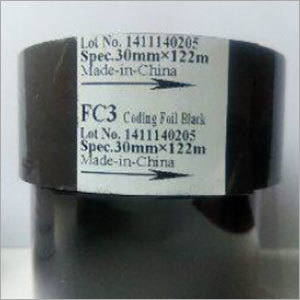 Lot No. 1411140205
Spec.30mm×122m
Made-in-China
FC3 Coding Foil Black
Lot No. 1411140205
Spec.30mm×122m
Made-in-China